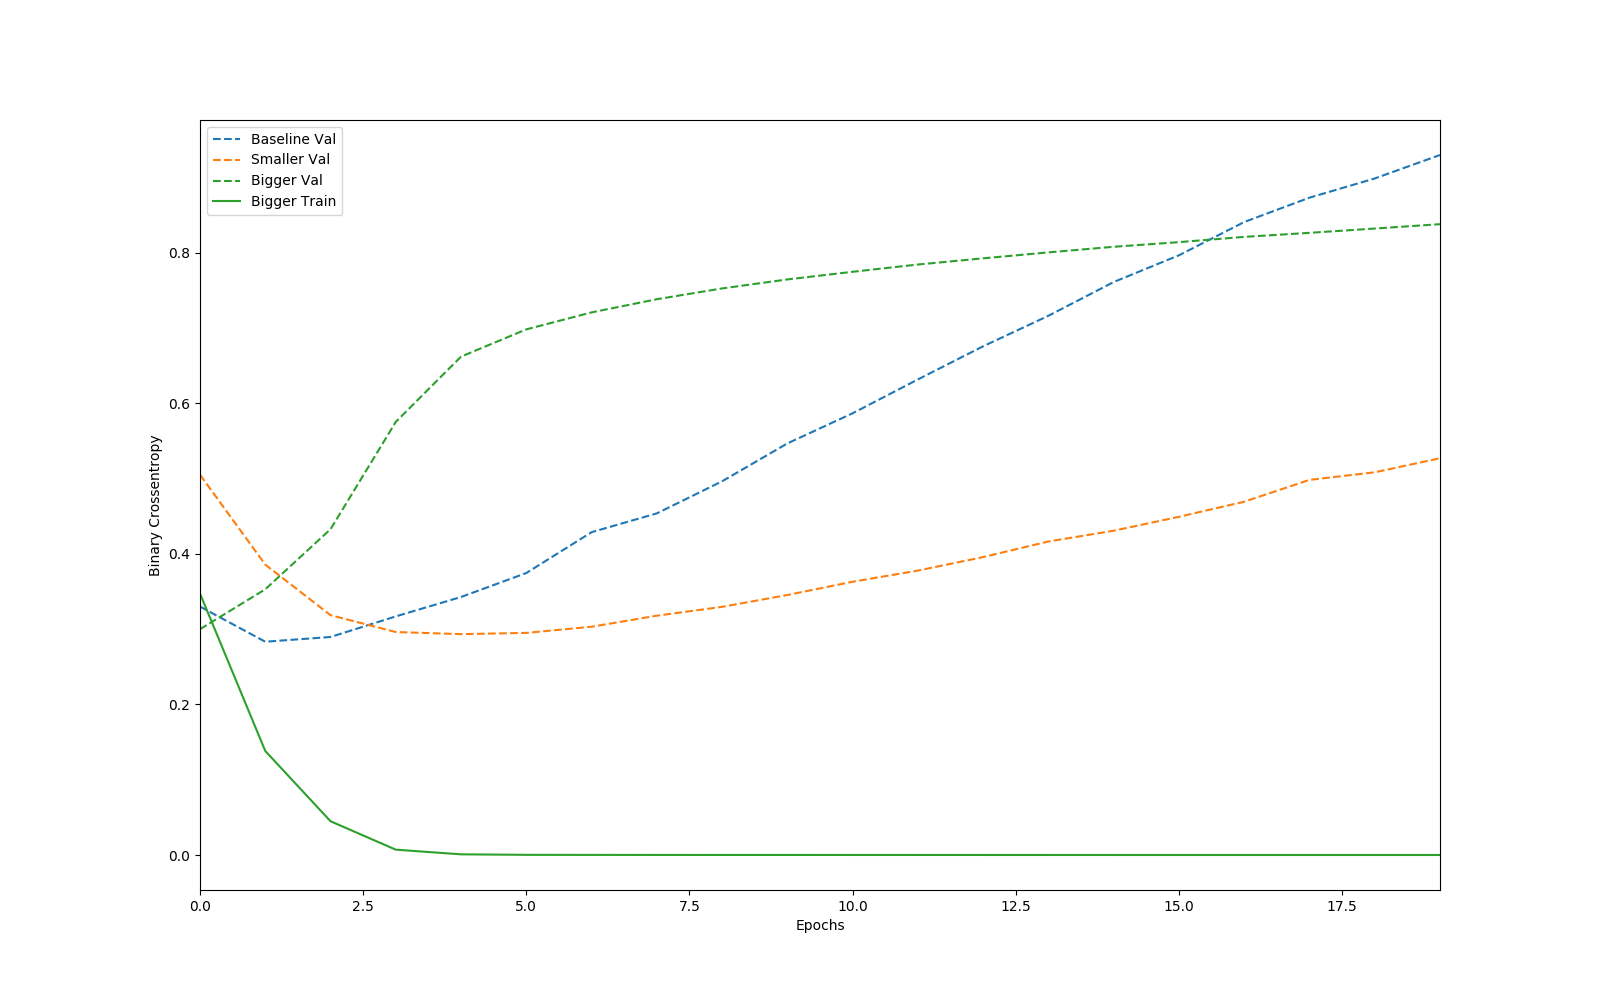 Baseline Val
Smaller Val
Bigger Val
Bigger Train
0.8
0.6
0.4
0.2
0.0
Binary Crossentropy
0.0 2.5 5.0 7.5 10.0 12.5 15.0 17.5
Epochs